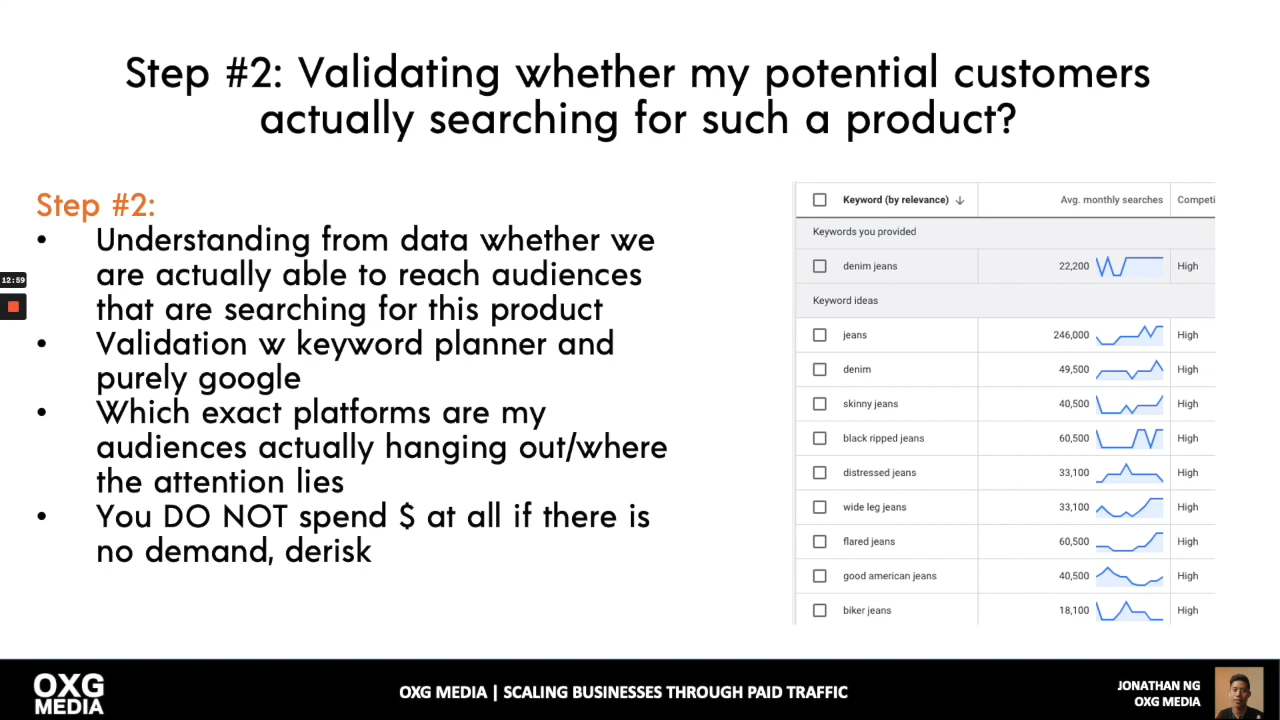 Step #2: Validating whether my potential customers
actually searching for such a product?
Step #2:
• Understanding from data whether we
are actually able to reach audiences
that are searching for this product
• Validation w keyword planner and
purely google
• Which exact platforms are my
audiences actually hanging out/where
the attention lies
• You DO NOT spend $ at all if there is
no demand, derisk
12:59
Keyword (by relevance) ↓ Avg. monthly searches Competi
Keywords you provided
denim jeans 22,200 High
Keyword ideas
jeans 246,000 High
denim 49,500 High
skinny jeans 40,500 High
black ripped jeans 60,500 High
distressed jeans 33,100 High
wide leg jeans 33,100 High
flared jeans 60,500 High
good american jeans 40,500 High
biker jeans 18,100 High
OXG
MEDIA
OXG MEDIA | SCALING BUSINESSES THROUGH PAID TRAFFIC
JONATHAN NG
OXG MEDIA